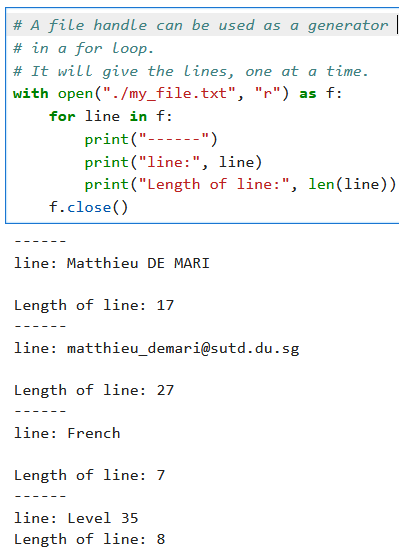 # A file handle can be used as a generator
# in a for loop.
# It will give the lines, one at a time.
with open("./my_file.txt", "r") as f:
    for line in f:
        print("------")
        print("line:", line)
        print("Length of line:", len(line))
    f.close()
------
line: Matthieu DE MARI

Length of line: 17
------
line: matthieu_demari@sutd.du.sg

Length of line: 27
------
line: French

Length of line: 7
------
line: Level 35
Length of line: 8